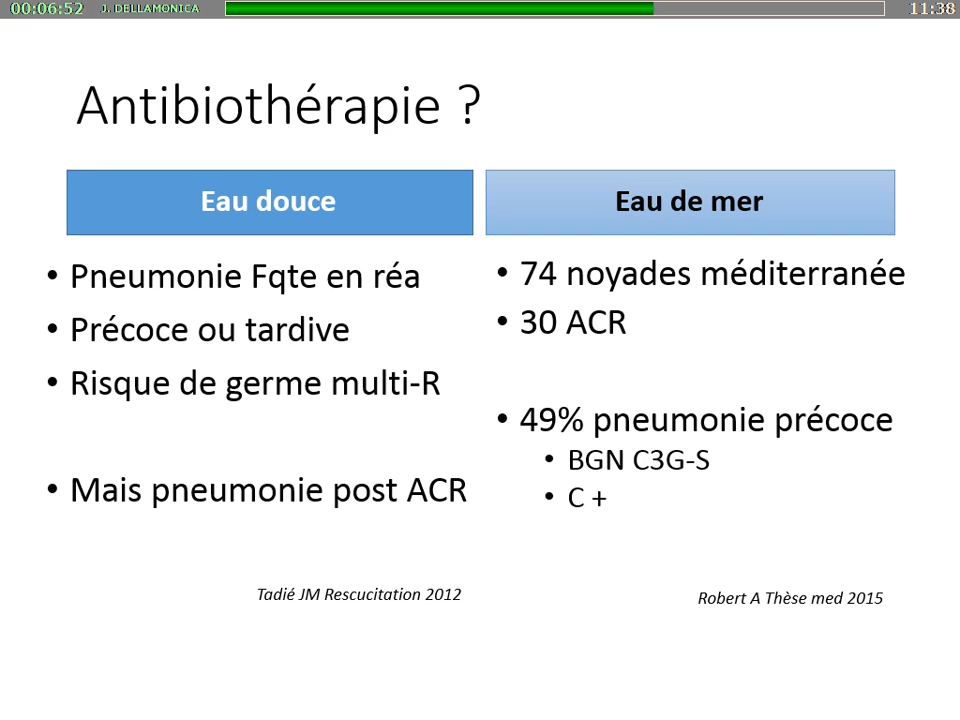 00:06:52 J. DELLAMONICA 11:38
Antibiothérapie ?
Eau douce
• Pneumonie Fqte en réa
• Précoce ou tardive
• Risque de germe multi-R
• Mais pneumonie post ACR
Tadié JM Rescucitation 2012
Eau de mer
• 74 noyades méditerranée
• 30 ACR
• 49% pneumonie précoce
• BGN C3G-S
• C +
Robert A Thèse med 2015